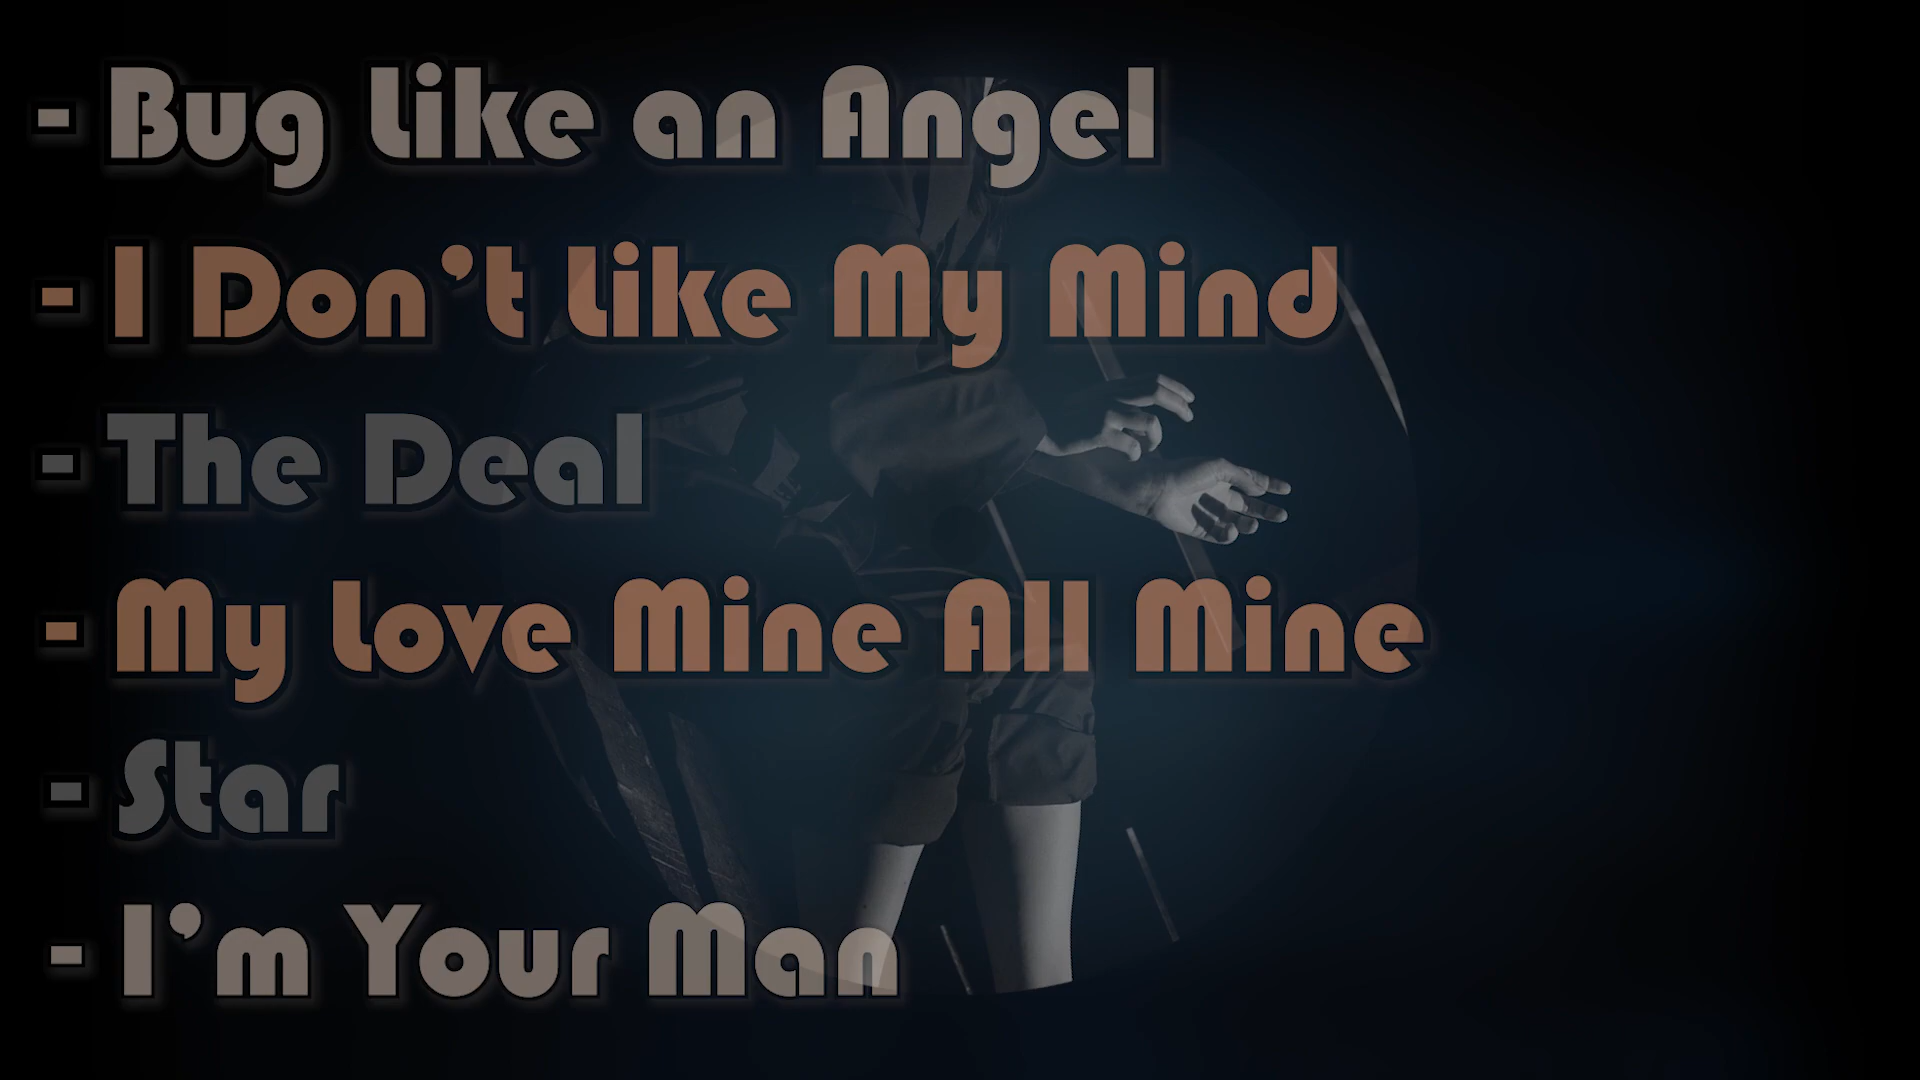 - Bug Like an Angel
- I Don’t Like My Mind
- The Deal
- My Love Mine All Mine
- Star
- I’m Your Man